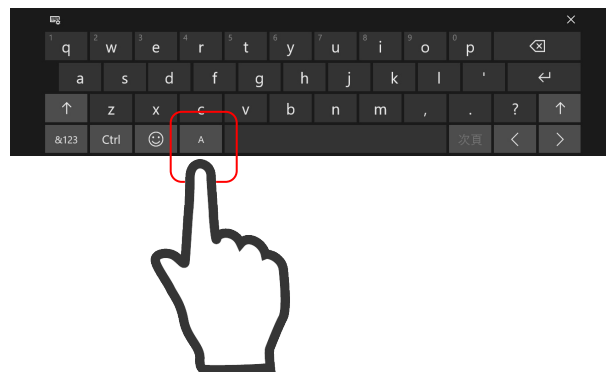 1 q 2 w 3 e 4 r 5 t 6 y 7 u 8 i 9 o 0 p
a s d f g h j k l '
z x c v b n m , . ?
&123 Ctrl A 次頁